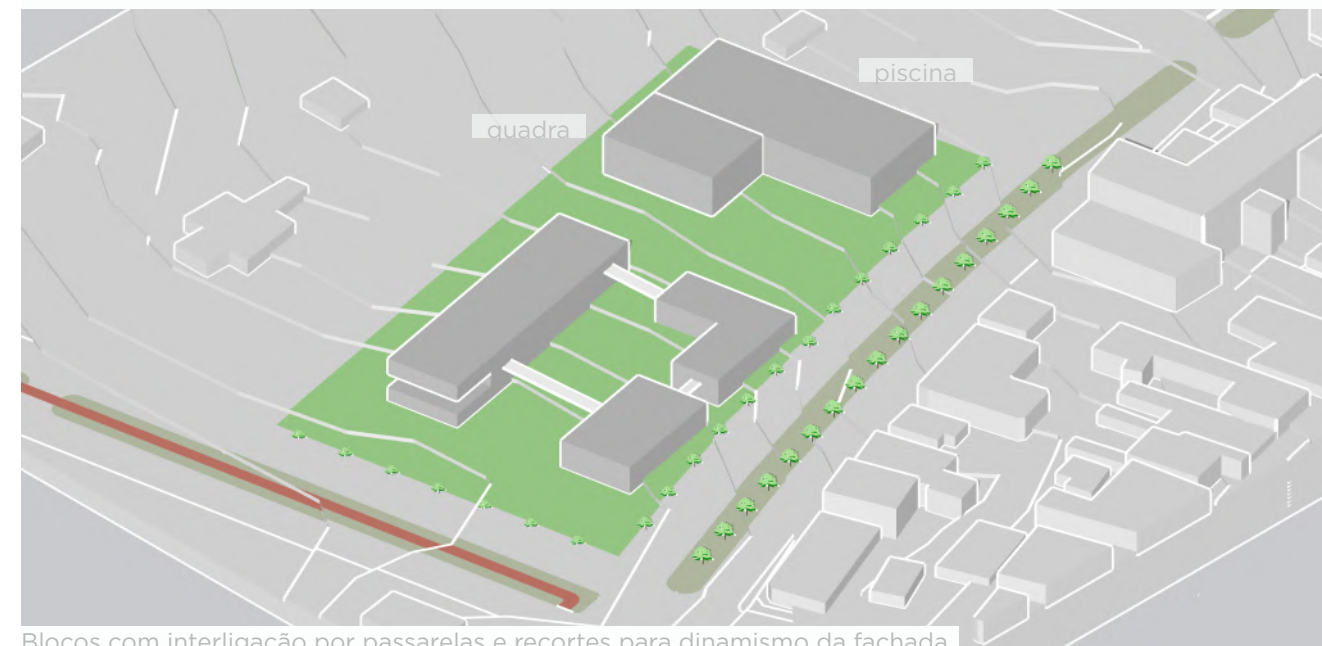 piscina
quadra
Blocos com interligação por passarelas e recortes para dinamismo da fachada